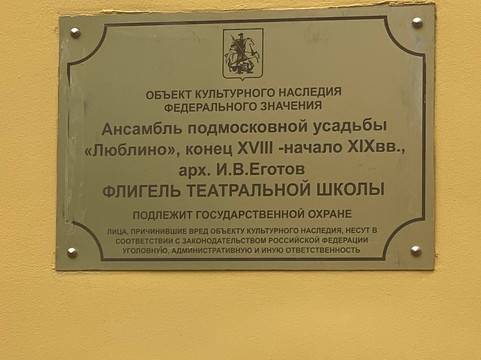 ОБЪЕКТ КУЛЬТУРНОГО НАСЛЕДИЯ
ФЕДЕРАЛЬНОГО ЗНАЧЕНИЯ
Ансамбль подмосковной усадьбы
«Люблино», конец XVIII -начало XIXвв.,
арх. И.В.Еготов
ФЛИГЕЛЬ ТЕАТРАЛЬНОЙ ШКОЛЫ
ПОДЛЕЖИТ ГОСУДАРСТВЕННОЙ ОХРАНЕ
ЛИЦА, ПРИЧИНИВШИЕ ВРЕД ОБЪЕКТУ КУЛЬТУРНОГО НАСЛЕДИЯ, НЕСУТ В
СООТВЕТСТВИИ С ЗАКОНОДАТЕЛЬСТВОМ РОССИЙСКОЙ ФЕДЕРАЦИИ
УГОЛОВНУЮ, АДМИНИСТРАТИВНУЮ И ИНУЮ ОТВЕТСТВЕННОСТЬ